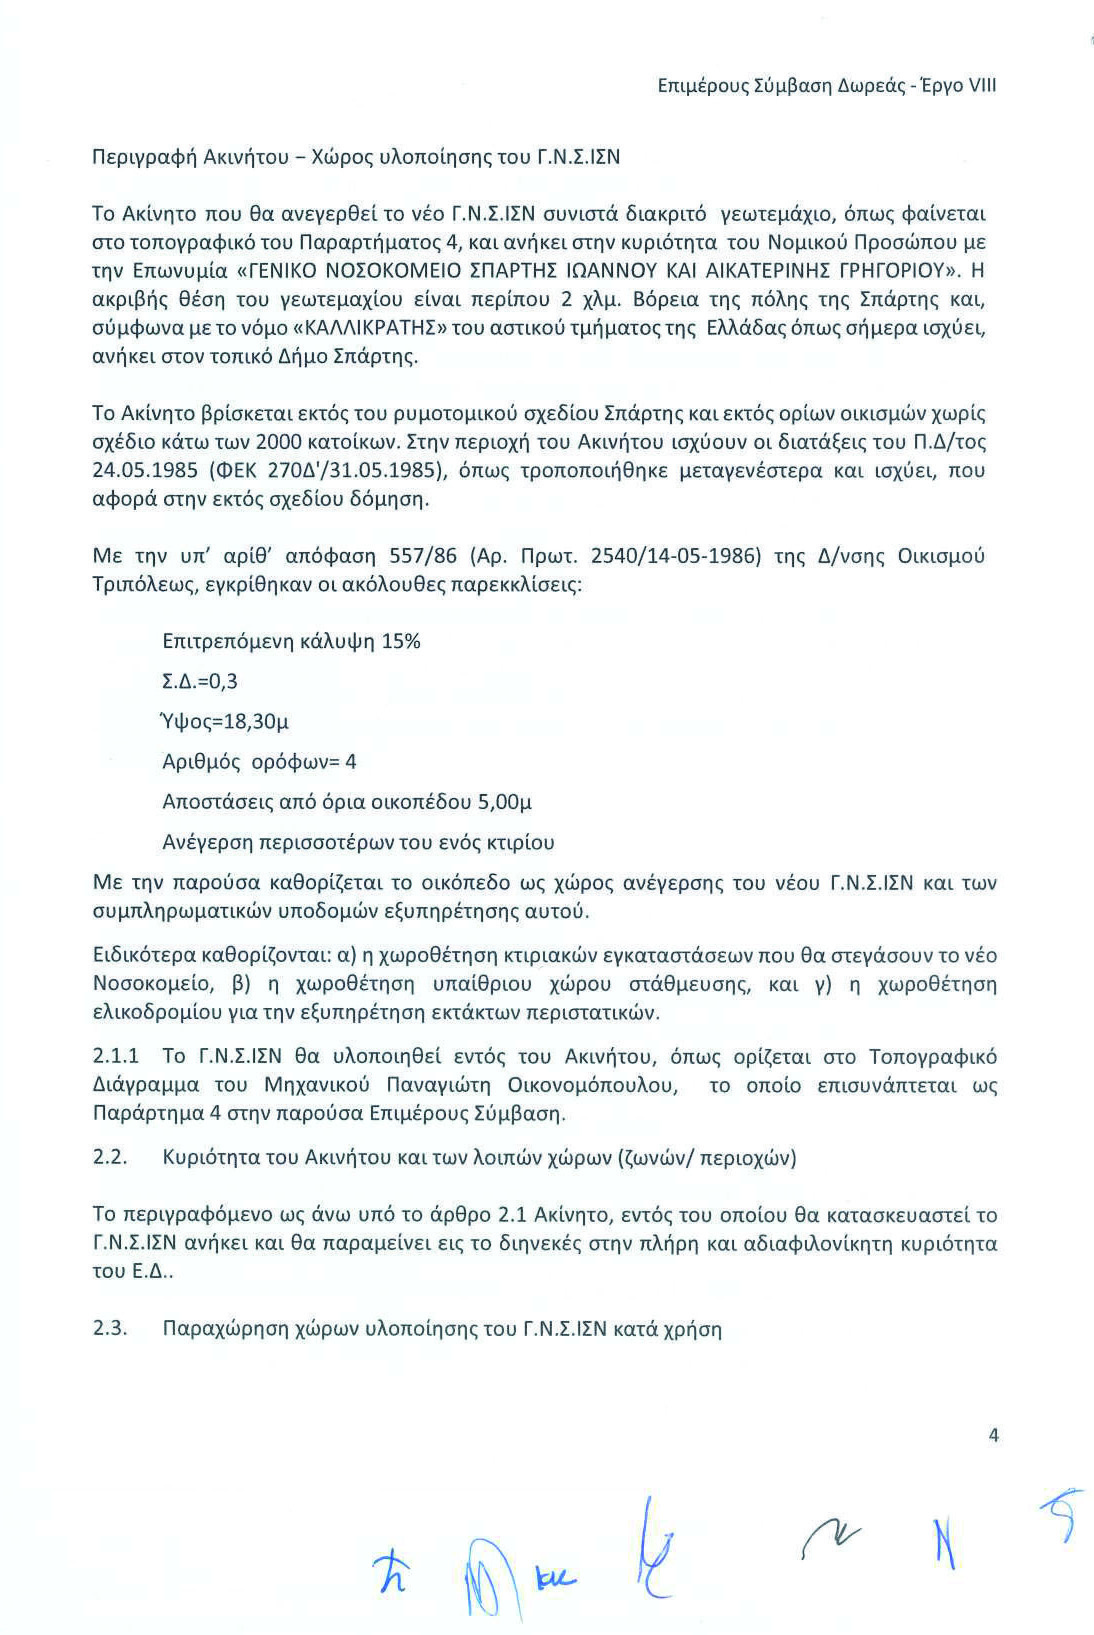 Επιμέρους Σύμβαση Δωρεάς - Έργο VIII
Περιγραφή Ακινήτου – Χώρος υλοποίησης του Γ.Ν.Σ.ΙΣΝ
Το Ακίνητο που θα ανεγερθεί το νέο Γ.Ν.Σ.ΙΣΝ συνιστά διακριτό γεωτεμάχιο, όπως φαίνεται
στο τοπογραφικό του Παραρτήματος 4, και ανήκει στην κυριότητα του Νομικού Προσώπου με
την Επωνυμία «ΓΕΝΙΚΟ ΝΟΣΟΚΟΜΕΙΟ ΣΠΑΡΤΗΣ ΙΩΑΝΝΟΥ ΚΑΙ ΑΙΚΑΤΕΡΙΝΗΣ ΓΡΗΓΟΡΙΟΥ». Η
ακριβής θέση του γεωτεμαχίου είναι περίπου 2 χλμ. Βόρεια της πόλης της Σπάρτης και,
σύμφωνα με το νόμο «ΚΑΛΛΙΚΡΑΤΗΣ» του αστικού τμήματος της Ελλάδας όπως σήμερα ισχύει,
ανήκει στον τοπικό Δήμο Σπάρτης.
Το Ακίνητο βρίσκεται εκτός του ρυμοτομικού σχεδίου Σπάρτης και εκτός ορίων οικισμών χωρίς
σχέδιο κάτω των 2000 κατοίκων. Στην περιοχή του Ακινήτου ισχύουν οι διατάξεις του Π.Δ/τος
24.05.1985 (ΦΕΚ 270Δ'/31.05.1985), όπως τροποποιήθηκε μεταγενέστερα και ισχύει, που
αφορά στην εκτός σχεδίου δόμηση.
Με την υπ’ αρίθ’ απόφαση 557/86 (Αρ. Πρωτ. 2540/14-05-1986) της Δ/νσης Οικισμού
Τριπόλεως, εγκρίθηκαν οι ακόλουθες παρεκκλίσεις:
Επιτρεπόμενη κάλυψη 15%
Σ.Δ.=0,3
Ύψος=18,30μ
Αριθμός ορόφων= 4
Αποστάσεις από όρια οικοπέδου 5,00μ
Ανέγερση περισσοτέρων του ενός κτιρίου
Με την παρούσα καθορίζεται το οικόπεδο ως χώρος ανέγερσης του νέου Γ.Ν.Σ.ΙΣΝ και των
συμπληρωματικών υποδομών εξυπηρέτησης αυτού.
Ειδικότερα καθορίζονται: α) η χωροθέτηση κτιριακών εγκαταστάσεων που θα στεγάσουν το νέο
Νοσοκομείο, β) η χωροθέτηση υπαίθριου χώρου στάθμευσης, και γ) η χωροθέτηση
ελικοδρομίου για την εξυπηρέτηση εκτάκτων περιστατικών.
2.1.1 Το Γ.Ν.Σ.ΙΣΝ θα υλοποιηθεί εντός του Ακινήτου, όπως ορίζεται στο Τοπογραφικό
Διάγραμμα του Μηχανικού Παναγιώτη Οικονομόπουλου, το οποίο επισυνάπτεται ως
Παράρτημα 4 στην παρούσα Επιμέρους Σύμβαση.
2.2. Κυριότητα του Ακινήτου και των λοιπών χώρων (ζωνών/ περιοχών)
Το περιγραφόμενο ως άνω υπό το άρθρο 2.1 Ακίνητο, εντός του οποίου θα κατασκευαστεί το
Γ.Ν.Σ.ΙΣΝ ανήκει και θα παραμείνει εις το διηνεκές στην πλήρη και αδιαφιλονίκητη κυριότητα
του Ε.Δ..
2.3. Παραχώρηση χώρων υλοποίησης του Γ.Ν.Σ.ΙΣΝ κατά χρήση
4